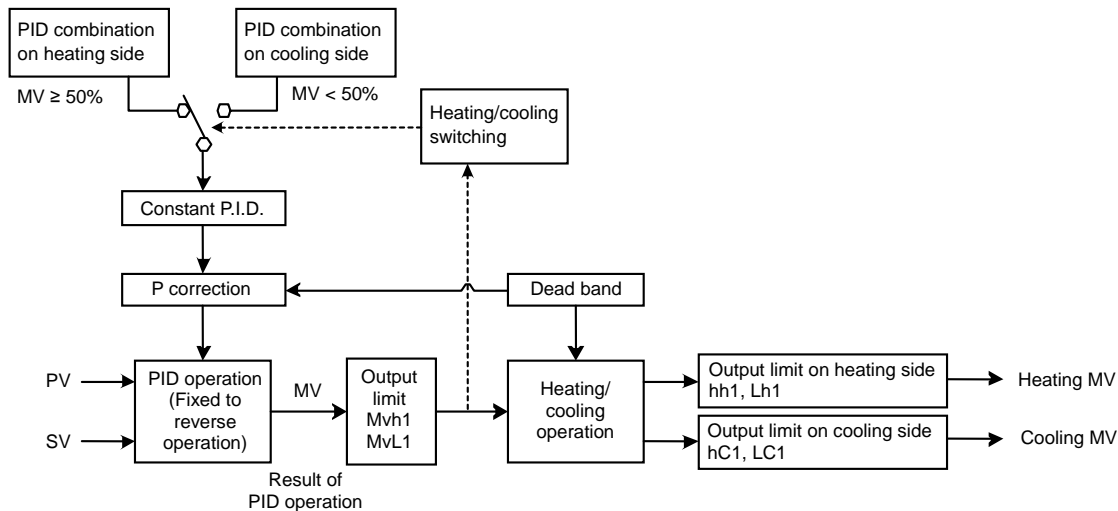 PID combination
on heating side
PID combination
on cooling side
MV ≥ 50%
MV < 50%
Heating/cooling
switching
Constant P.I.D.
P correction
Dead band
PV
SV
PID operation
(Fixed to
reverse
operation)
MV
Output
limit
Mvh1
MvL1
Result of
PID operation
Heating/
cooling
operation
Output limit on heating side
hh1, Lh1
Heating MV
Output limit on cooling side
hC1, LC1
Cooling MV